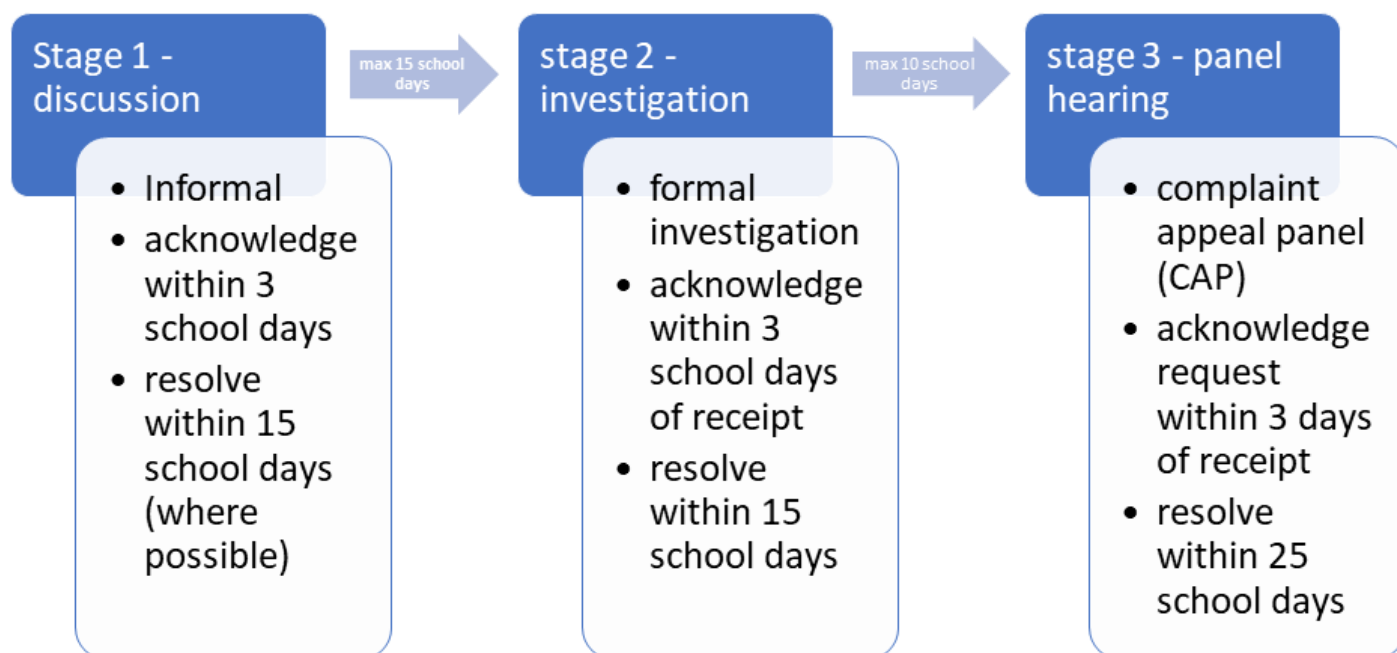 Stage 1 -
discussion
• Informal
• acknowledge
within 3
school days
• resolve
within 15
school days
(where
possible)
max 15 school
days
stage 2 -
investigation
• formal
investigation
• acknowledge
within 3
school days
of receipt
• resolve
within 15
school days
max 10 school
days
stage 3 - panel
hearing
• complaint
appeal panel
(CAP)
• acknowledge
request
within 3 days
of receipt
• resolve
within 25
school days